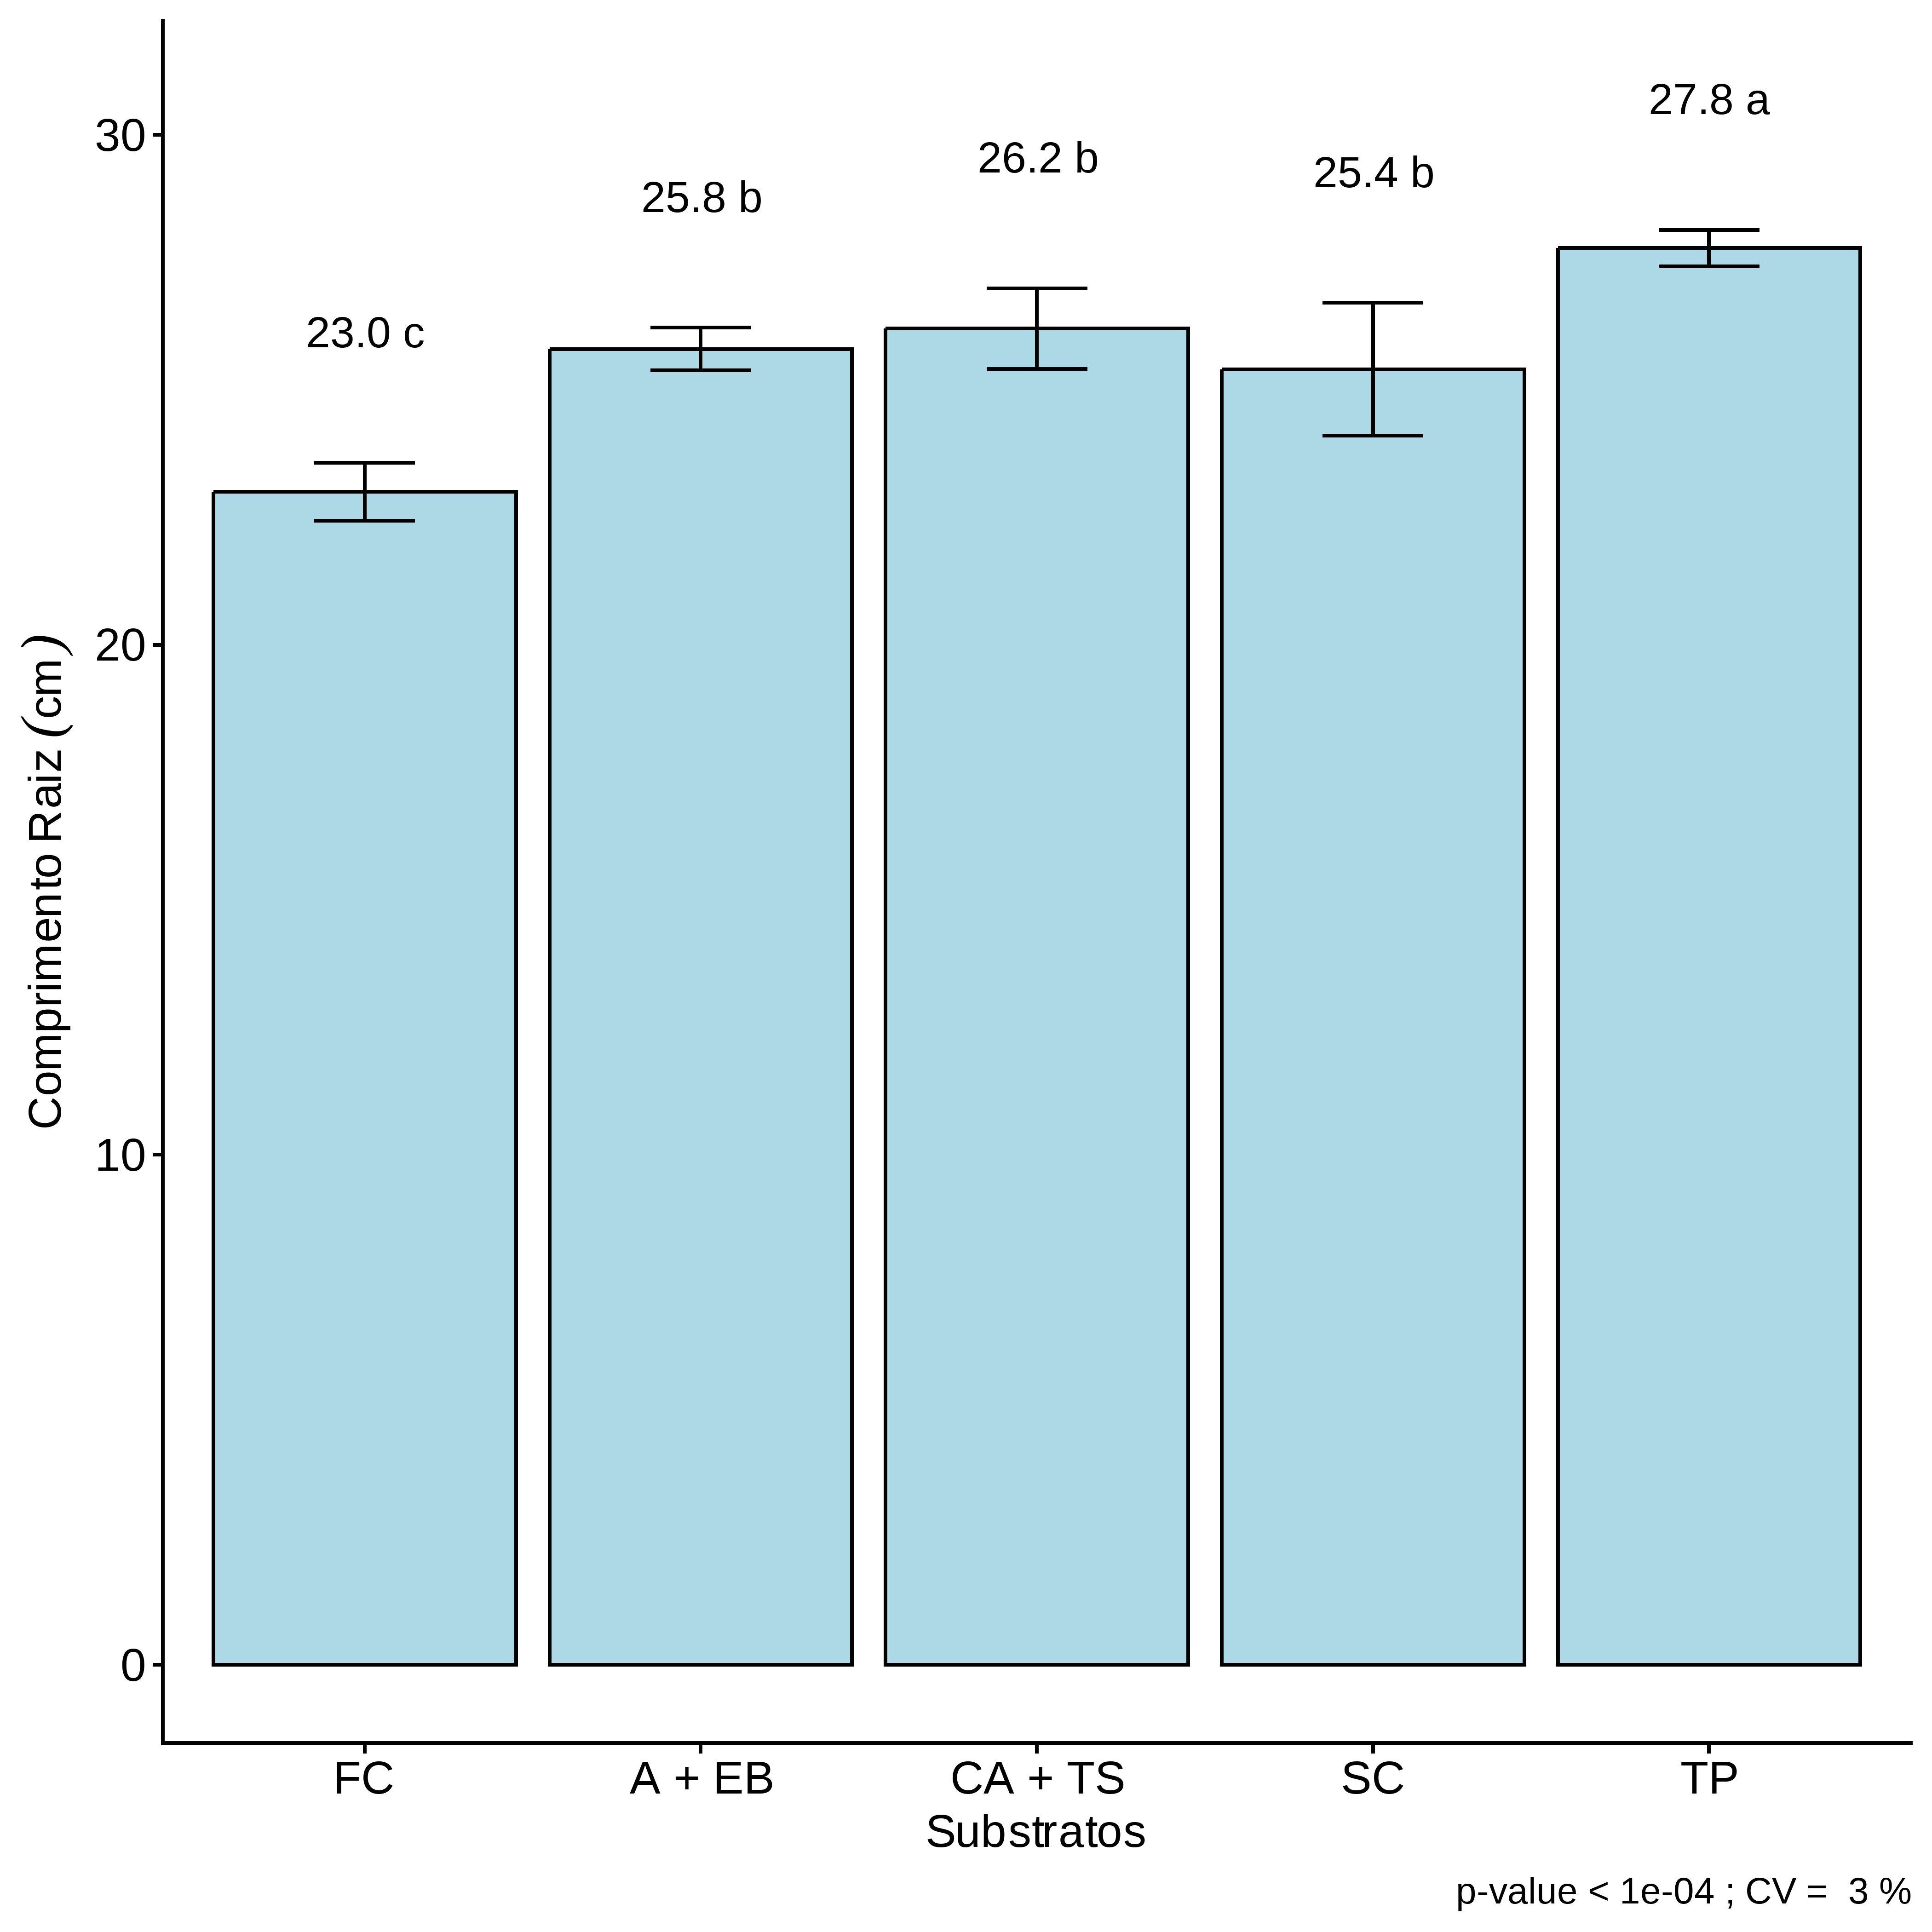 27.8 a
30
26.2 b
25.4 b
25.8 b
23.0 c
20
Comprimento Raiz (cm)
10
0
FC A + EB CA + TS SC TP
Substratos
p-value < 1e-04 ; CV =  3 %